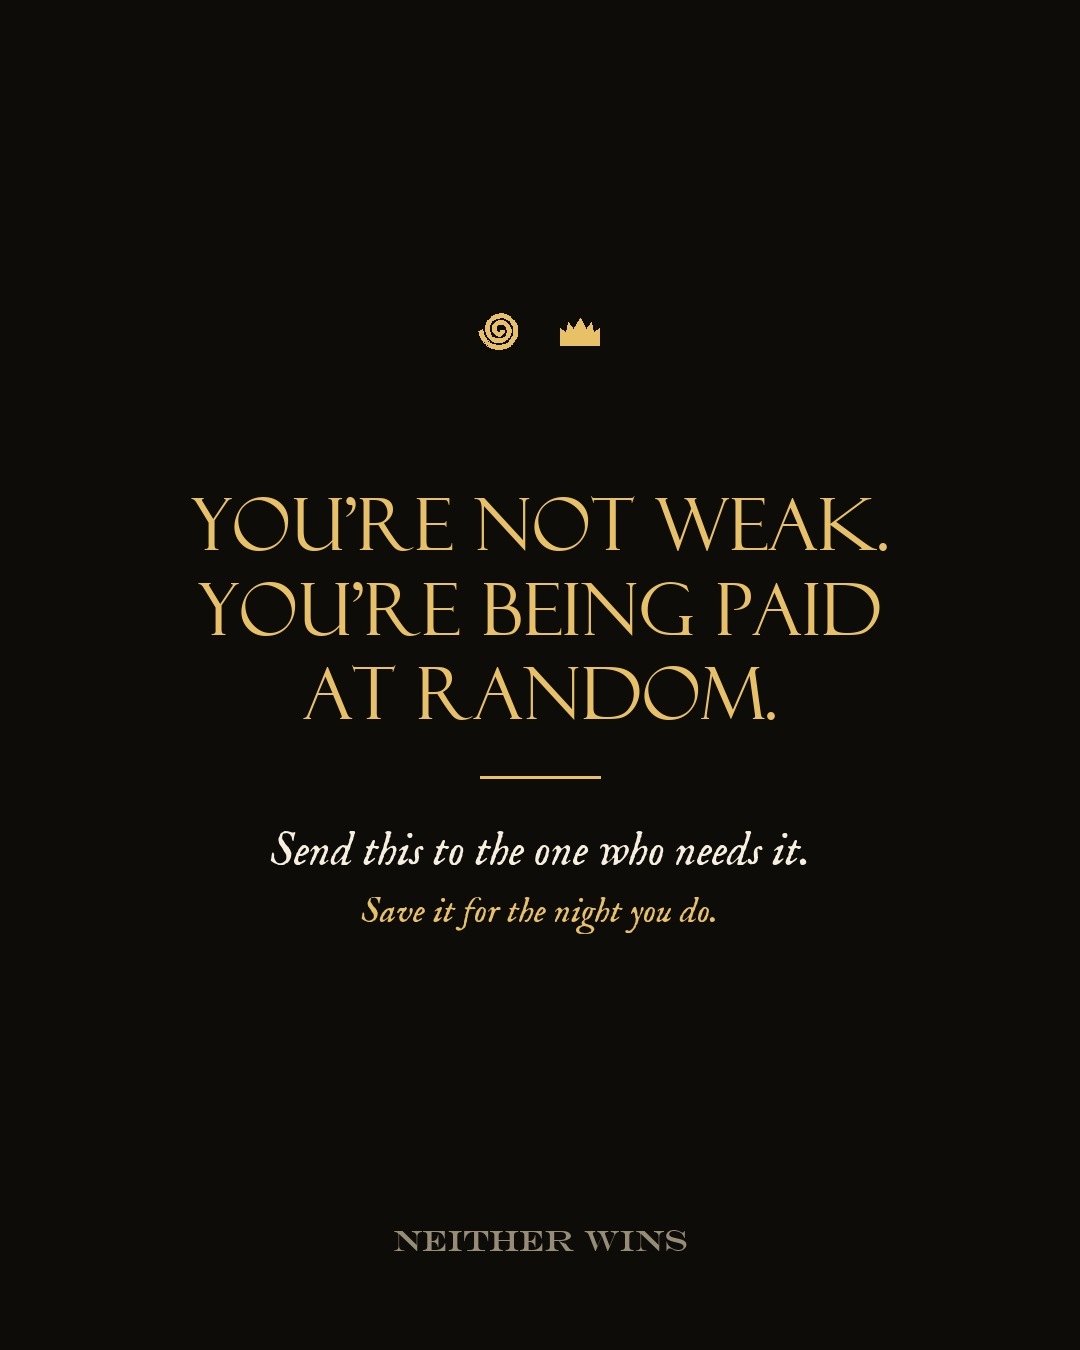 YOU’RE NOT WEAK.
YOU’RE BEING PAID
AT RANDOM.
Send this to the one who needs it.
Save it for the night you do.
NEITHER WINS